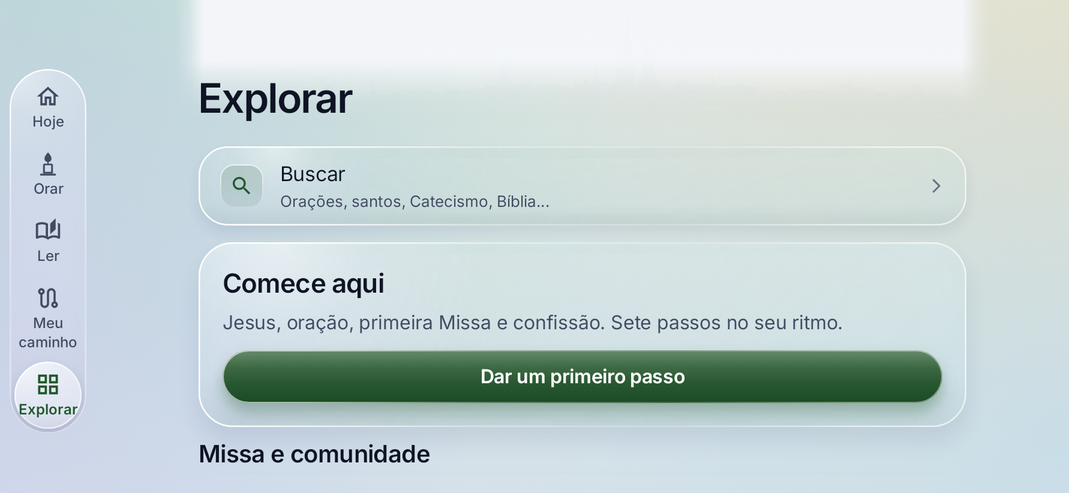 Explorar
Buscar
Orações, santos, Catecismo, Bíblia...
Comece aqui
Jesus, oração, primeira Missa e confissão. Sete passos no seu ritmo.
Dar um primeiro passo
Missa e comunidade
Hoje
Orar
Ler
Meu
caminho
Explorar